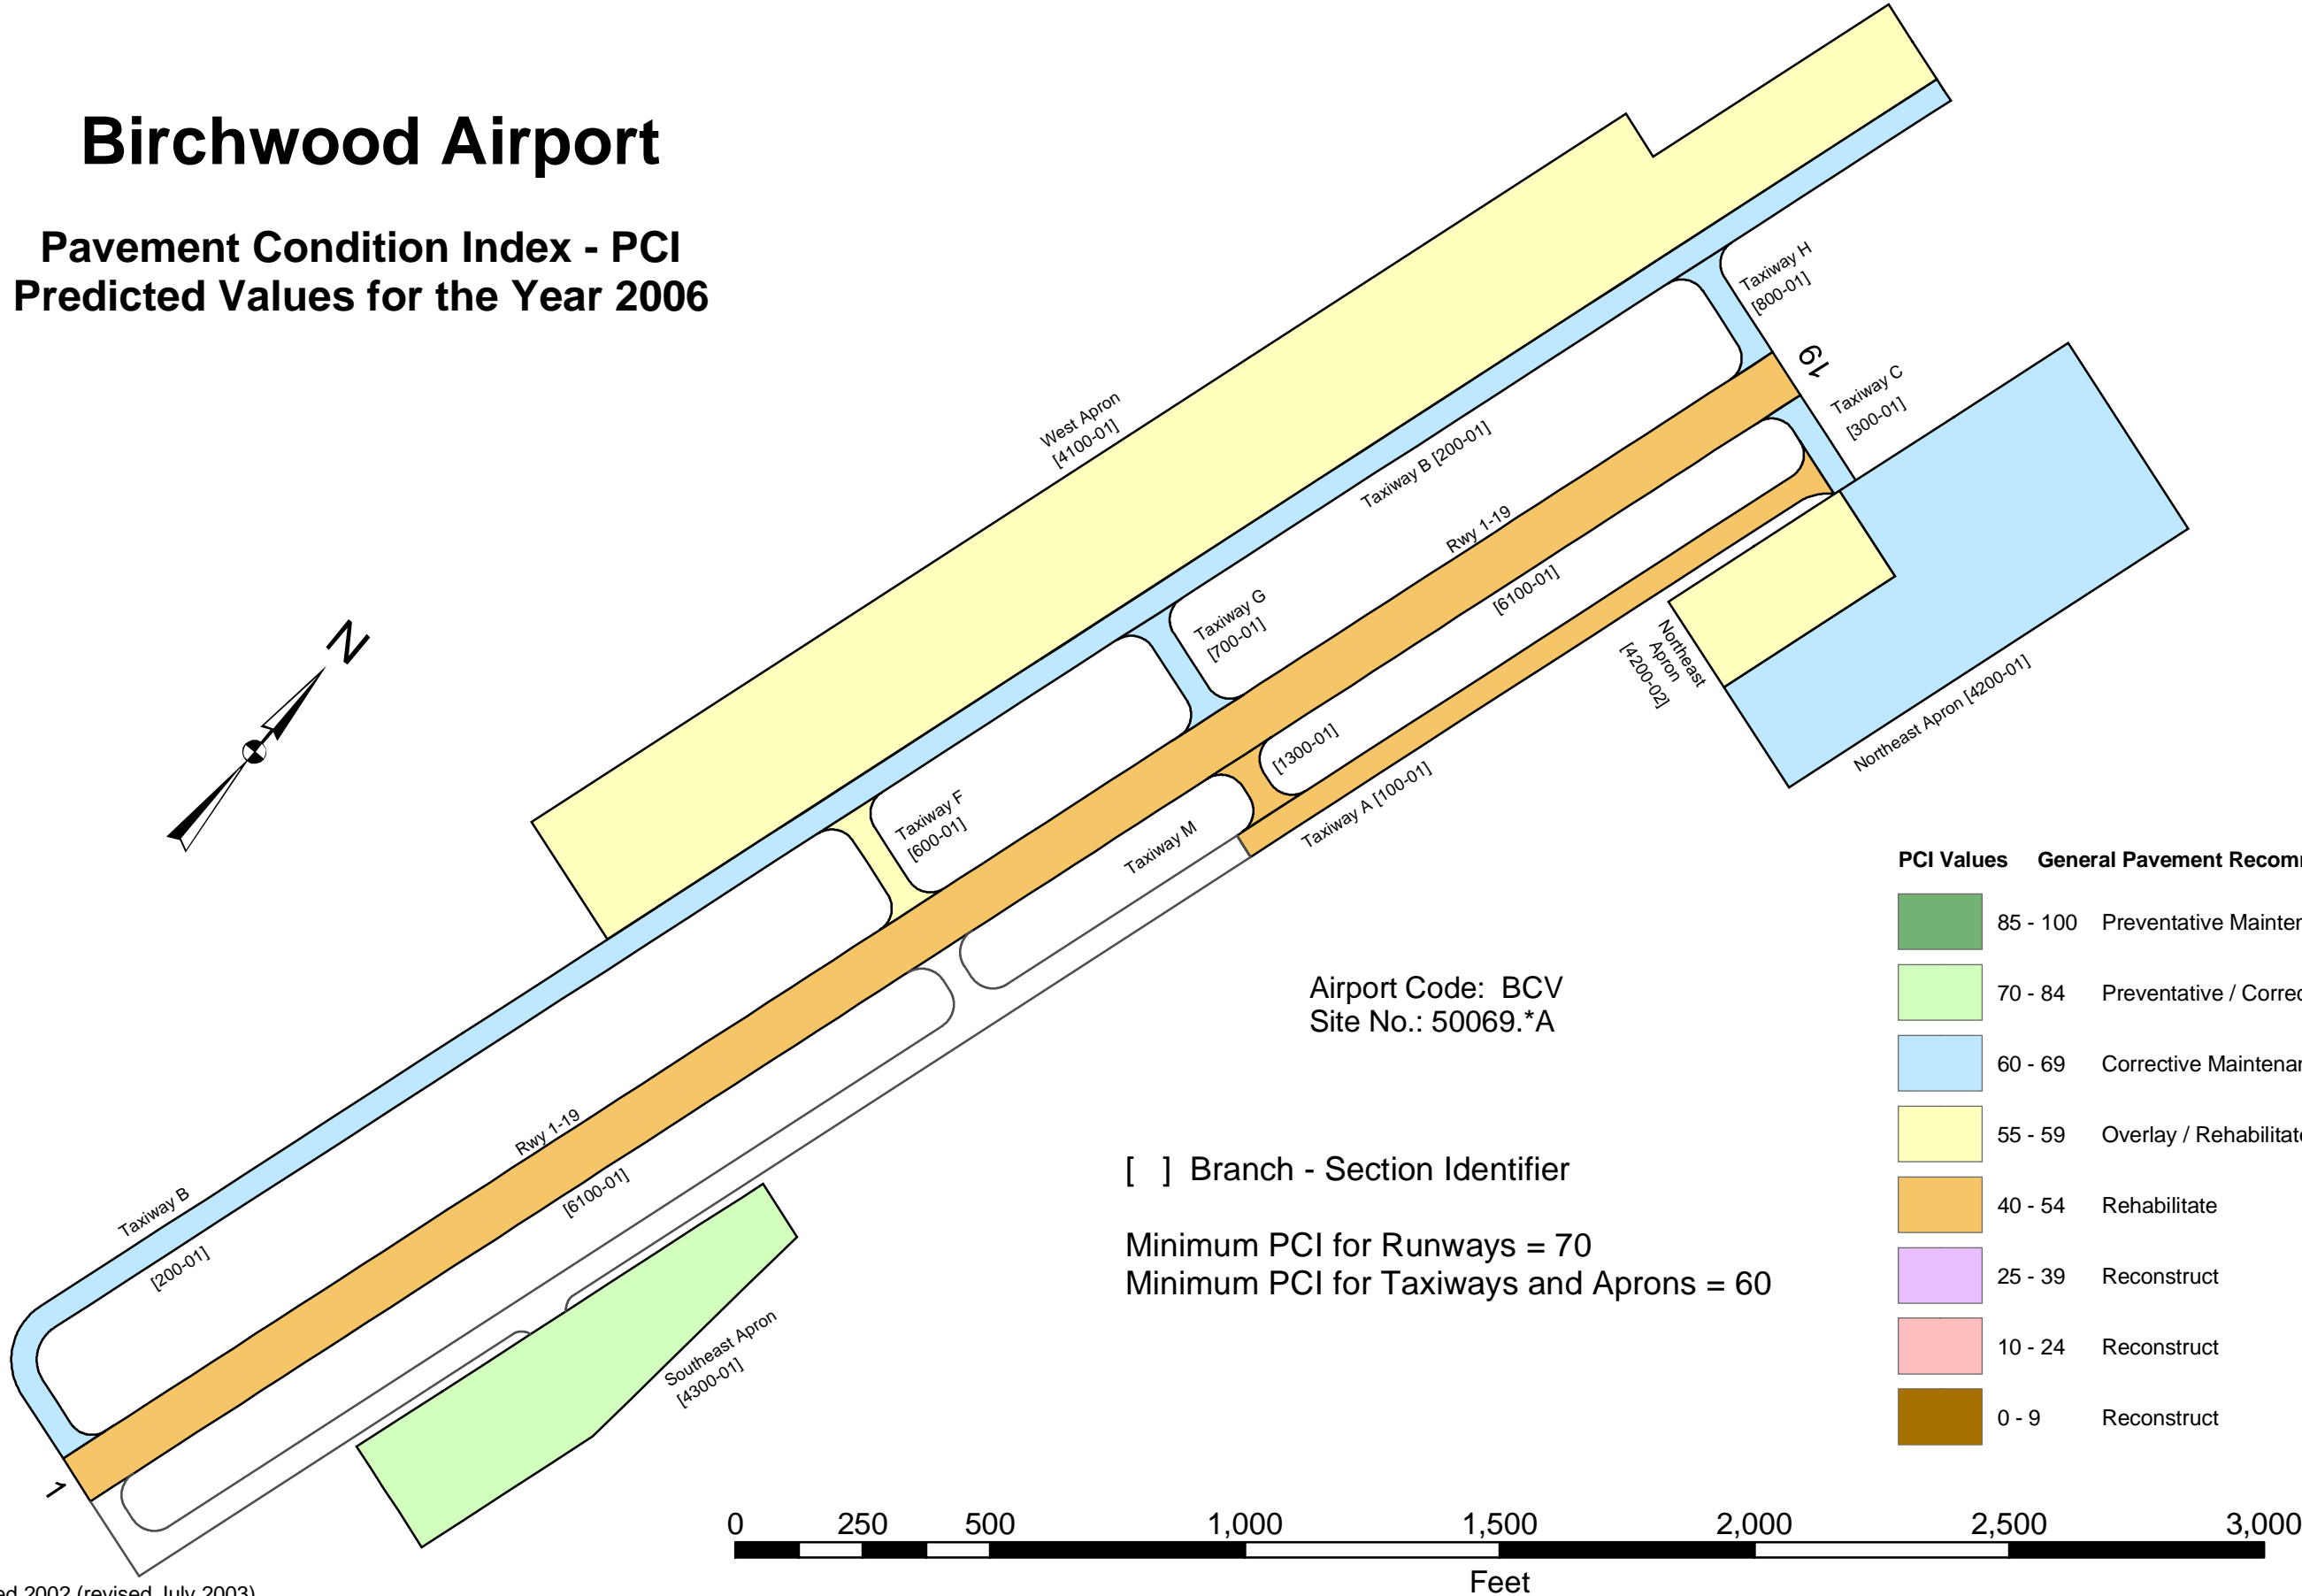 Birchwood Airport
Pavement Condition Index - PCI
Predicted Values for the Year 2006
N
West Apron
[4100-01]
Taxiway H
[800-01]
19
Taxiway C
[300-01]
Taxiway B [200-01]
Rwy 1-19
[6100-01]
Taxiway G
[700-01]
Northeast
Apron
[4200-02]
Northeast Apron [4200-01]
[1300-01]
Taxiway A [100-01]
Taxiway F
[600-01]
Taxiway M
Taxiway B
[200-01]
Rwy 1-19
[6100-01]
Southeast Apron
[4300-01]
1
Airport Code: BCV
Site No.: 50069.*A
[ ] Branch - Section Identifier
Minimum PCI for Runways = 70
Minimum PCI for Taxiways and Aprons = 60
PCI Values General Pavement
85 - 100 Preventative
70 - 84 Preventative /
60 - 69 Corrective
55 - 59 Overlay /
40 - 54 Rehabilitate
25 - 39 Reconstruct
10 - 24 Reconstruct
0 - 9 Reconstruct
0 250 500 1,000 1,500 2,000 2,500 3,000
Feet
2002 (revised July 2003)